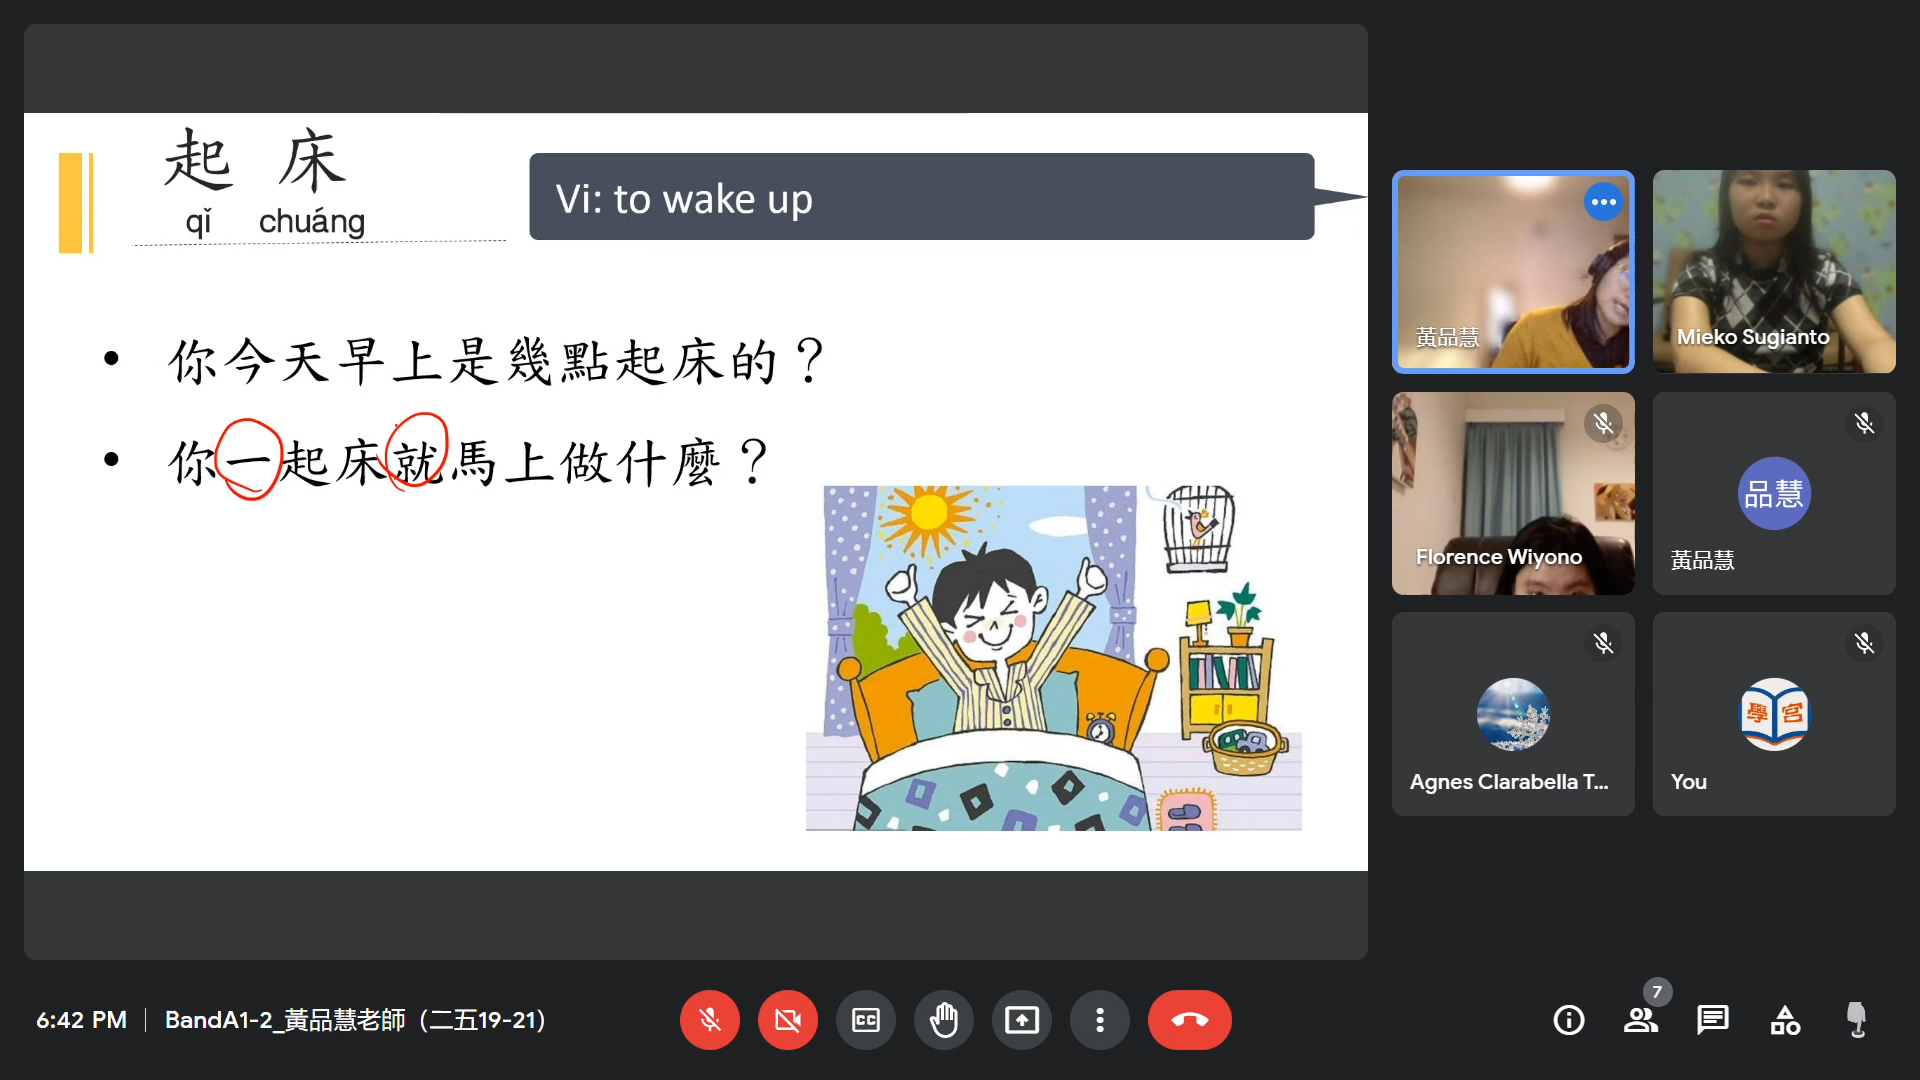 起 床
qǐ chuáng
Vi: to wake up
• 你今天早上是幾點起床的？
• 你一起床就馬上做什麼？
黃品慧
Mieko Sugianto
Florence Wiyono
品慧
黃品慧
Agnes Clarabella T...
學 宮
You
6:42 PM | BandA1-2_黃品慧老師（二五19-21）
CC
7